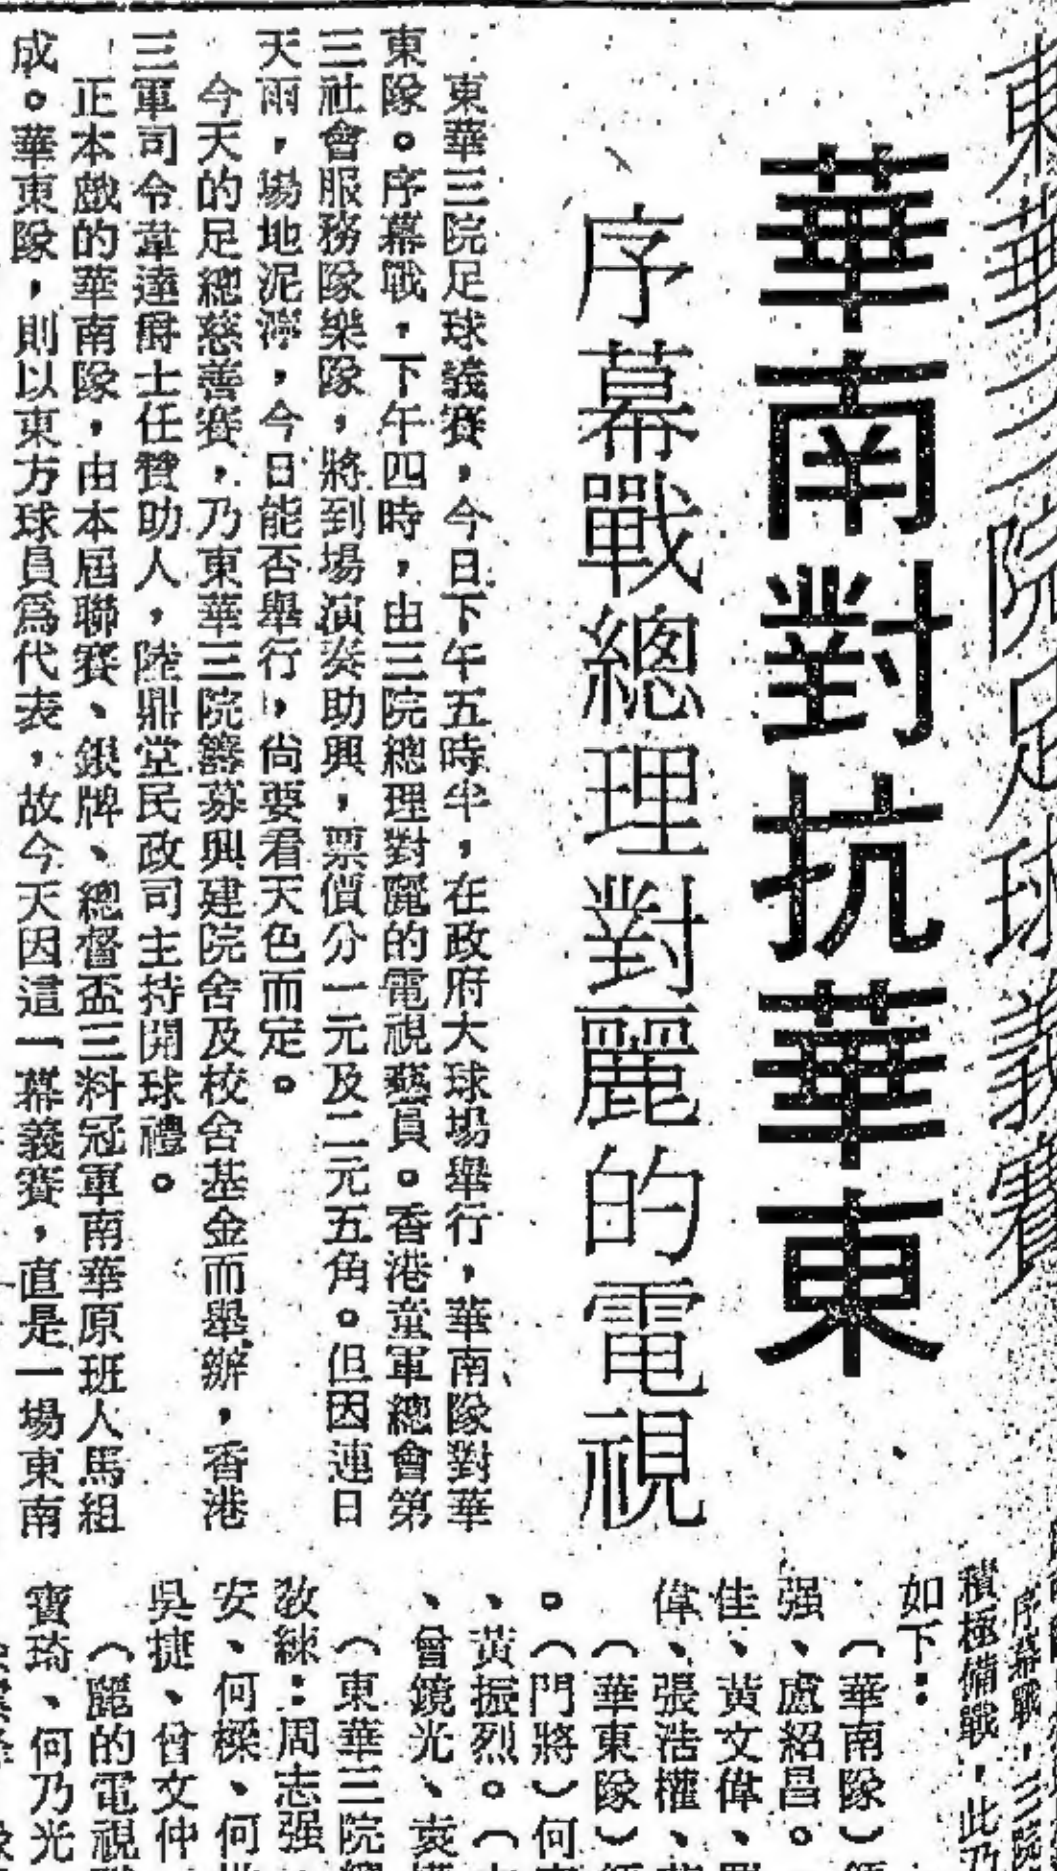 東華三院足球義賽
華南對抗華東
序幕戰總理對麗的電視
東華三院足球義賽，今日下午五時半，在政府大球場舉行，華南隊對華
東隊。序幕戰，下午四時，由三院總理對麗的電視藝員。香港童軍總會第
三社會服務隊樂隊，將到場演奏助興，票價分一元及二元五角。但因連日
天雨，場地泥濘，今日能否舉行，尚要看天色而定。
今天的足總慈善賽，乃東華三院籌募興建院舍及校舍基金而舉辦，香港
三軍司令韋達爵士任贊助人，陸鼎堂民政司主持開球禮。
正本戲的華南隊，由本屆聯賽、銀牌、總督盃三料冠軍南華原班人馬組
成。華東隊，則以東方球員爲代表，故今天因這一幕義賽，直是一場東南
序幕戰，三院
積極備戰，此乃
如下：
（華南隊）
强、盧紹昌。
佳、黃文偉、
偉、張浩權、
（華東隊）
。（門將）何
、黃振烈。（
、曾鏡光、袁
（東華三院總
教練：周志强
安、何樑、何
吳捷、曾文仲
（麗的電視
寶琦、何乃光